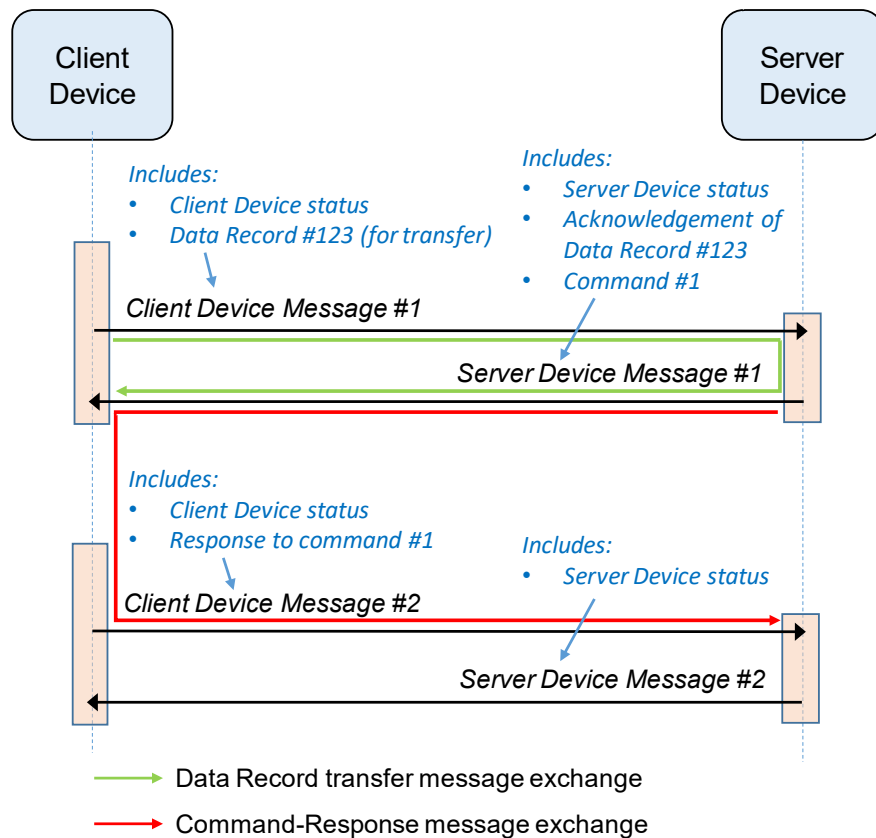 Client
Device
Server
Device
Includes:
• Client Device status
• Data Record #123 (for transfer)
Includes:
• Server Device status
• Acknowledgement of
Data Record #123
• Command #1
Client Device Message #1
Server Device Message #1
Includes:
• Client Device status
• Response to command #1
Includes:
• Server Device status
Client Device Message #2
Server Device Message #2
Data Record transfer message exchange
Command-Response message exchange